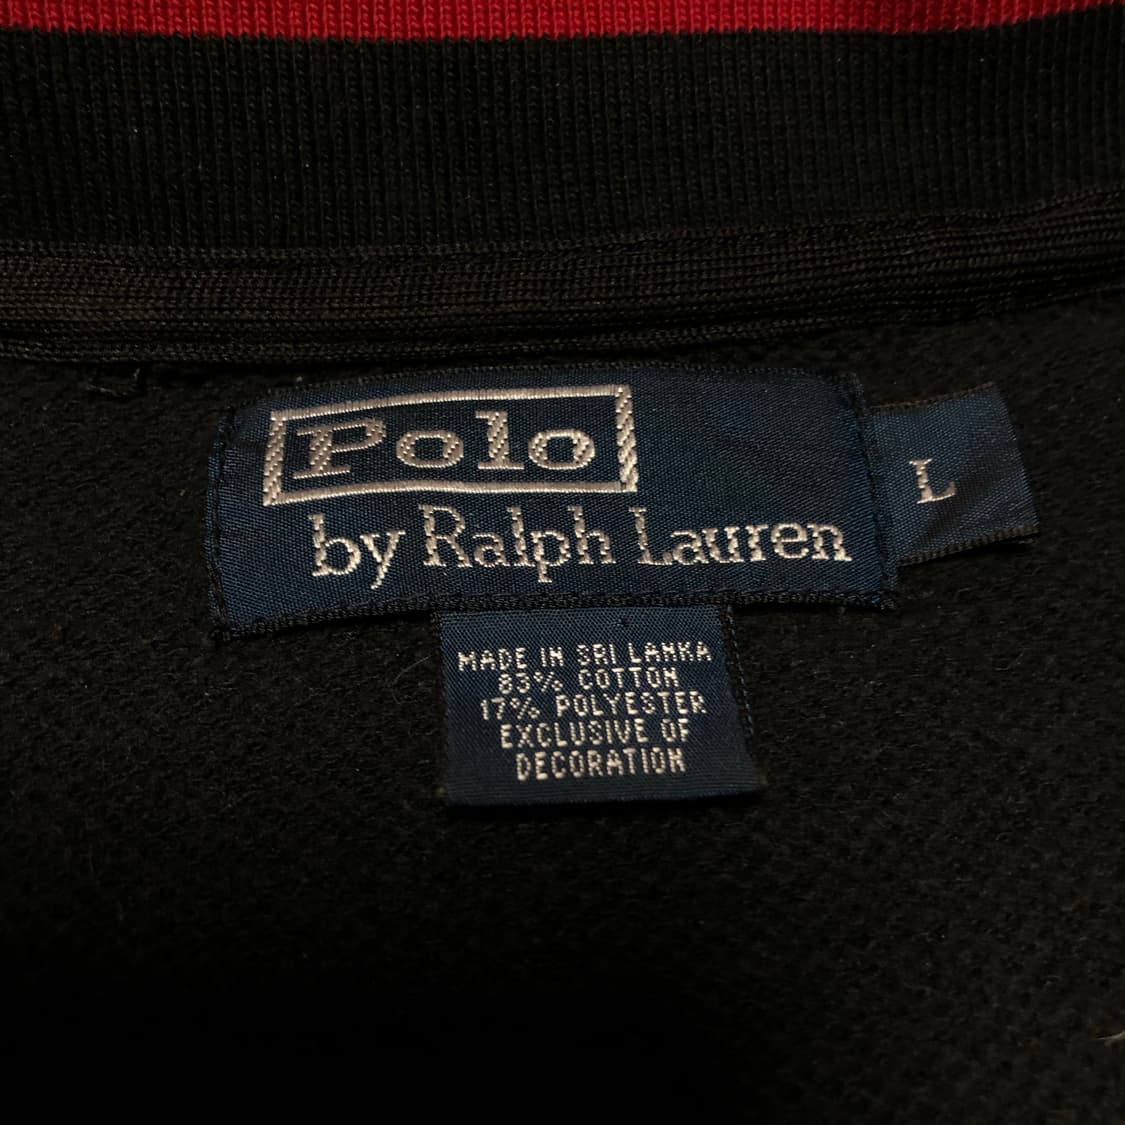 Polo
by Ralph Lauren
L
MADE IN SRI LANKA
83% COTTON
17% POLYESTER
EXCLUSIVE OF
DECORATION